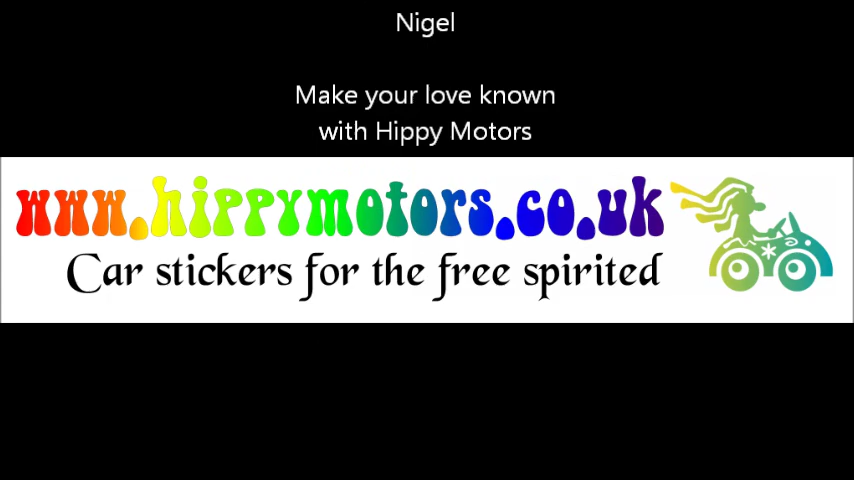 Nigel
Make your love known
with Hippy Motors
www.hippymotors.co.uk
Car stickers for the free spirited